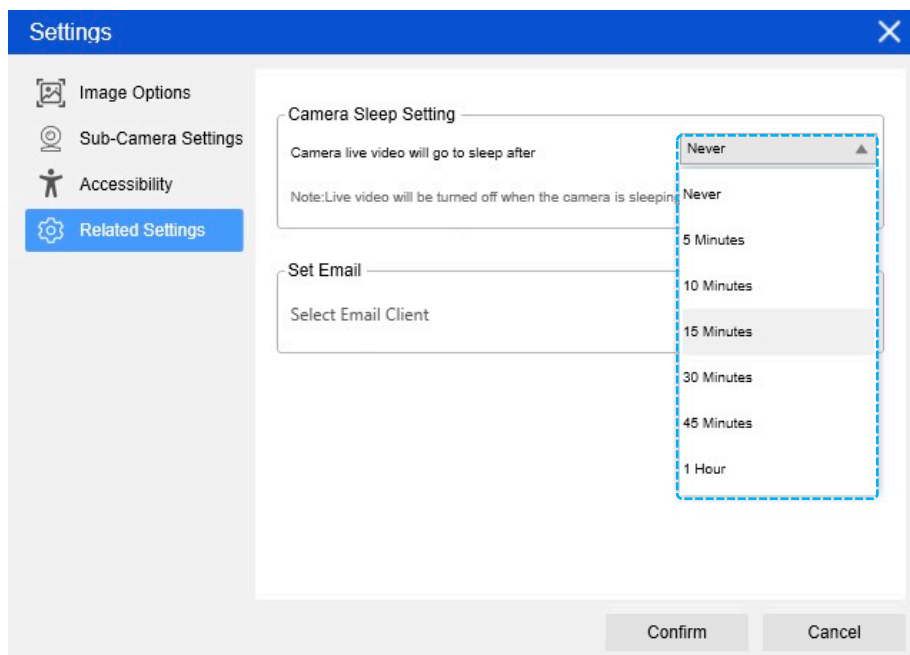 Settings
Image Options
Sub-Camera Settings
Accessibility
Related Settings
Camera Sleep Setting
Camera live video will go to sleep after
Never
Note:Live video will be turned off when the camera is sleeping
Never
5 Minutes
10 Minutes
15 Minutes
30 Minutes
45 Minutes
1 Hour
Set Email
Select Email Client
Confirm
Cancel